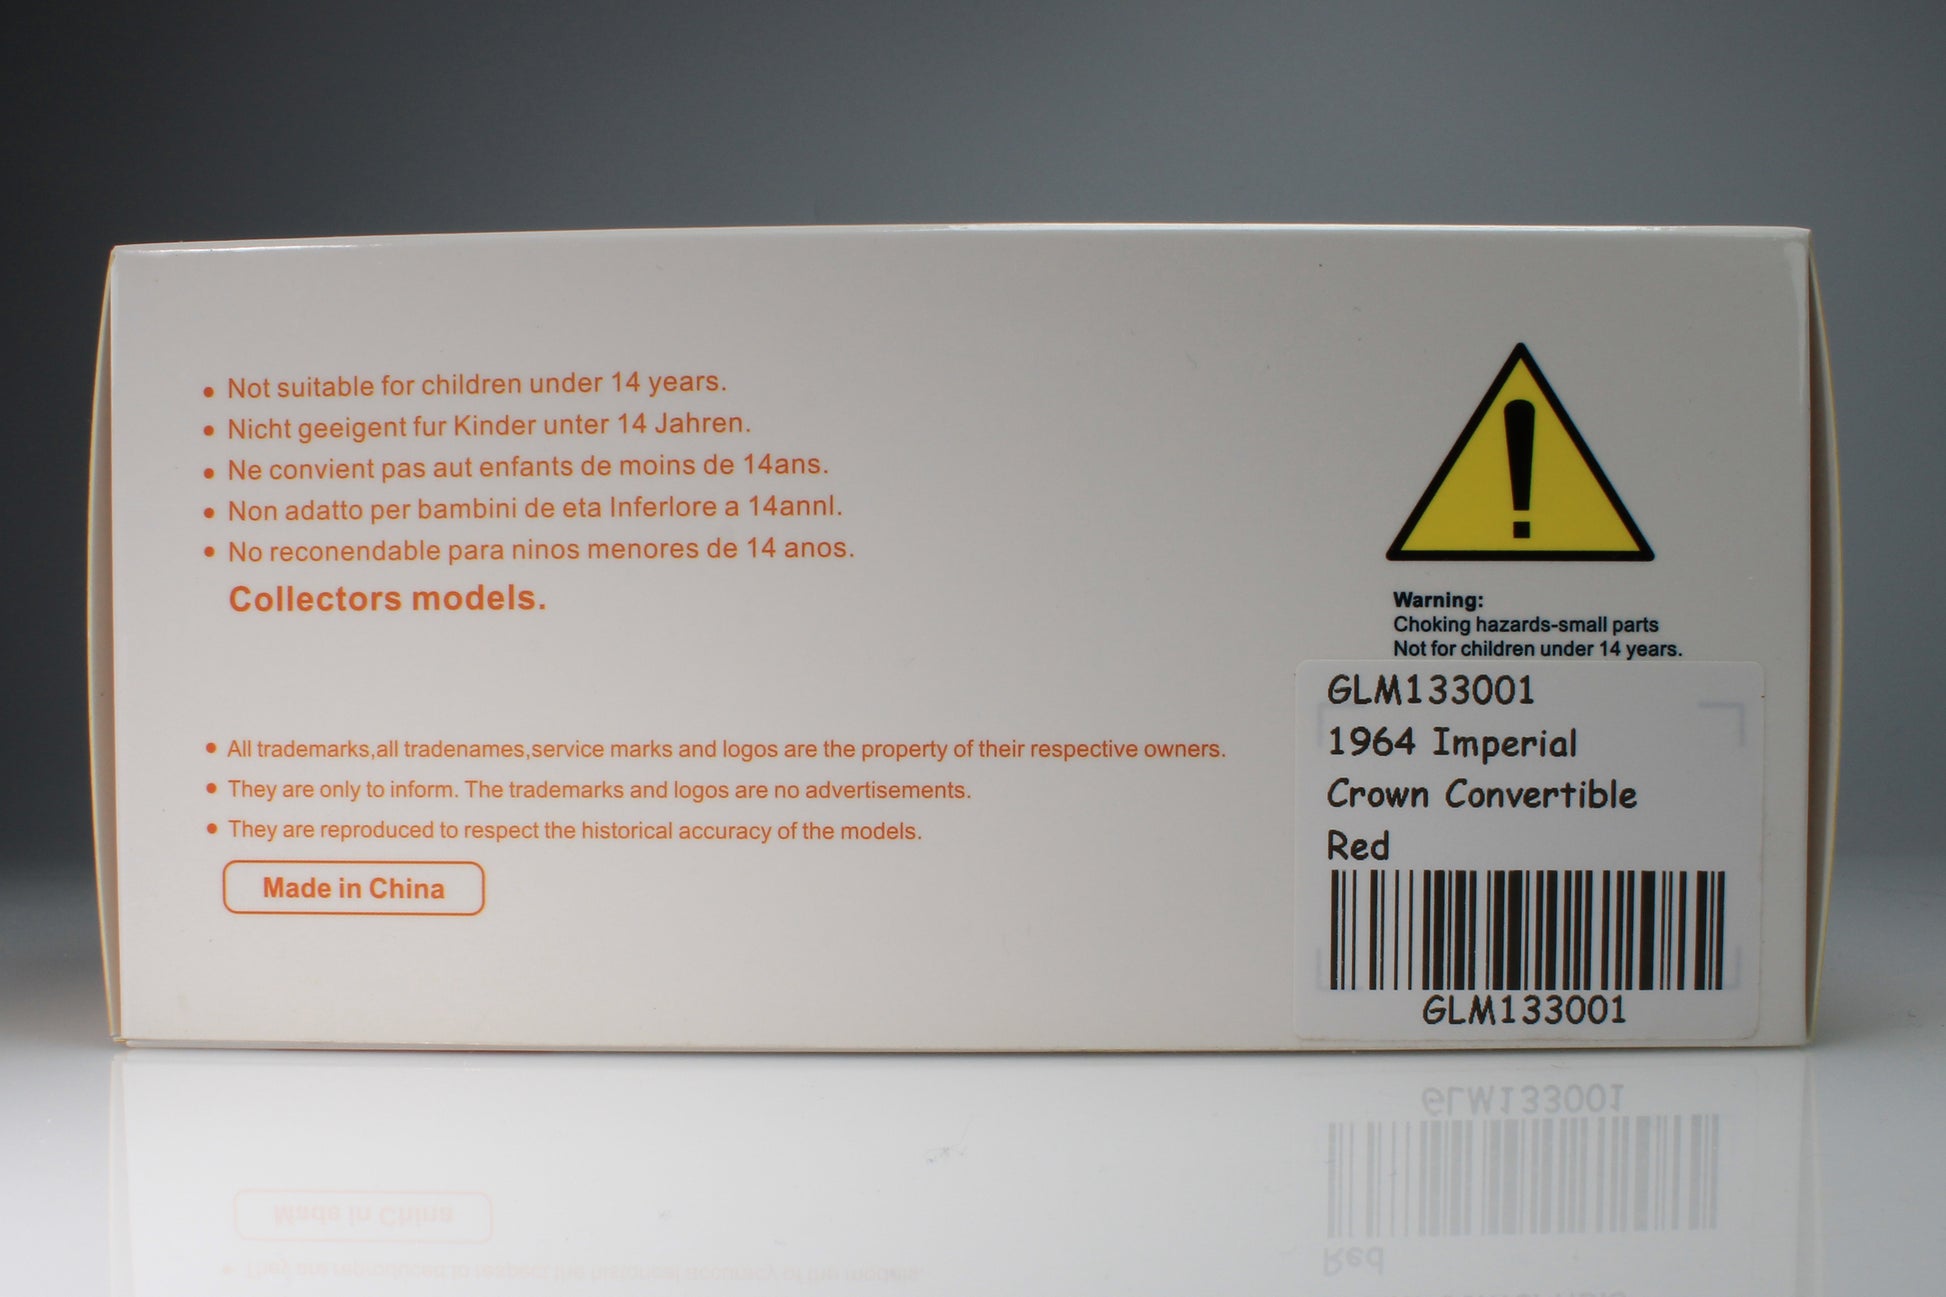 • Not suitable for children under 14 years.
• Nicht geeigent fur Kinder unter 14 Jahren.
• Ne convient pas aut enfants de moins de 14ans.
• Non adatto per bambini de eta Inferlore a 14annl.
• No reconendable para ninos menores de 14 anos.
Collectors models.
• All trademarks,all tradenames,service marks and logos are the property of their respective owners.
• They are only to inform. The trademarks and logos are no advertisements.
• They are reproduced to respect the historical accuracy of the models.
Made in China
Warning:
Choking hazards-small parts
Not for children under 14 years.
GLM133001
1964 Imperial
Crown Convertible
Red
GLM133001